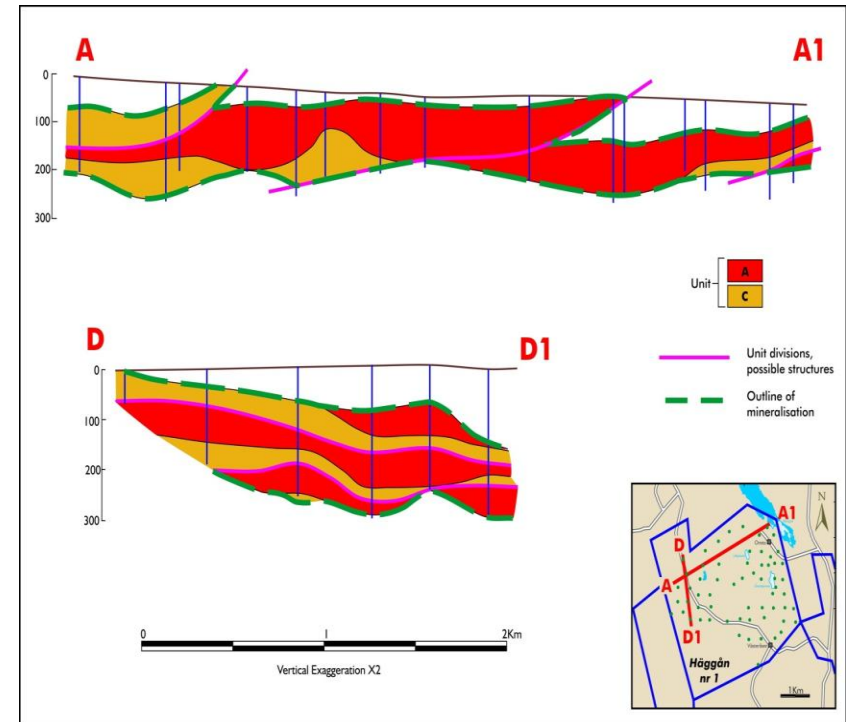 A
A1
0
100
200
300
Unit
A
C
D
D1
0
100
200
300
Unit divisions,
possible structures
Outline of
mineralisation
0
1
2Km
Vertical Exaggeration X2
N
A1
D
A
D1
Häggån
nr 1
1Km